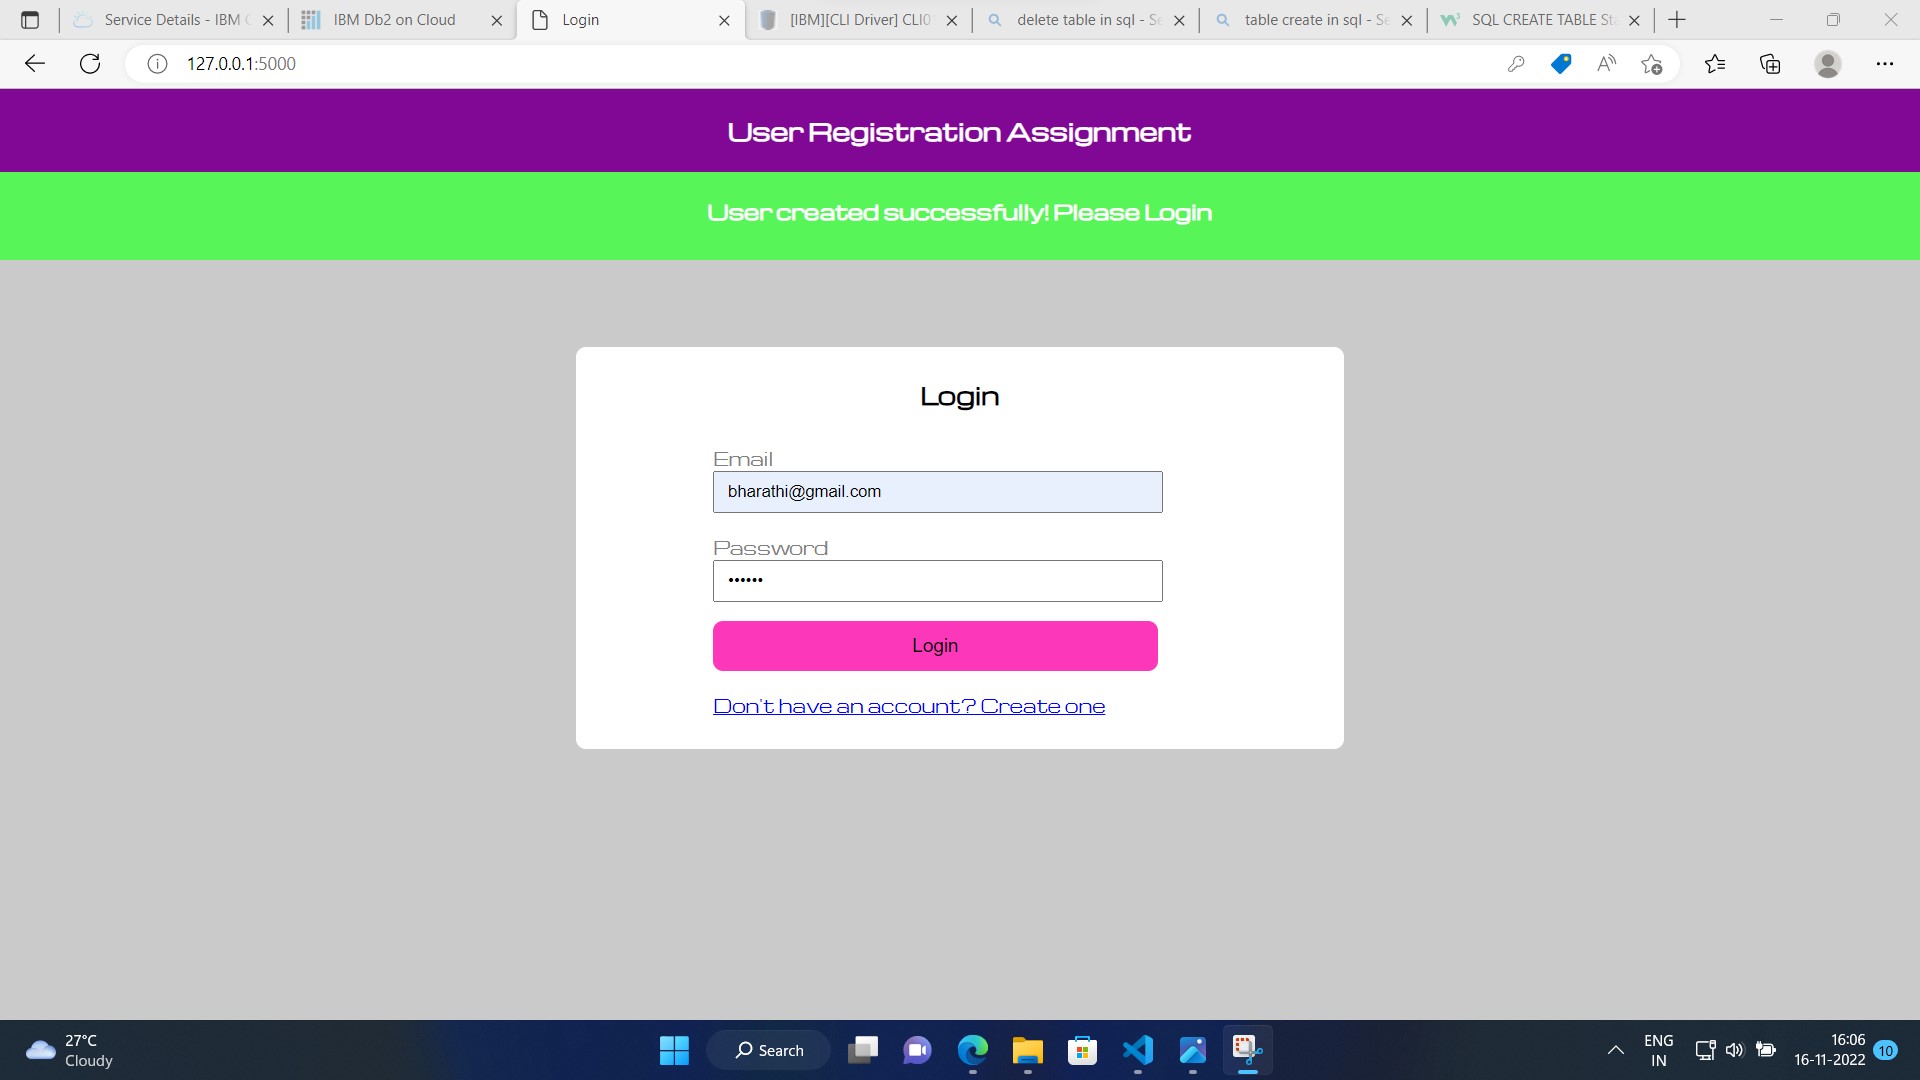 Service Details - IBM
IBM Db2 on Cloud
Login
[IBM][CLI Driver] CLI0
delete table in sql - Se
table create in sql - Se
SQL CREATE TABLE St
127.0.0.1:5000
User Registration Assignment
User created successfully! Please Login
Login
Email
bharathi@gmail.com
Password
••••••
Login
Don't have an account? Create one
27°C
Cloudy
Search
ENG
IN
16:06
16-11-2022
10